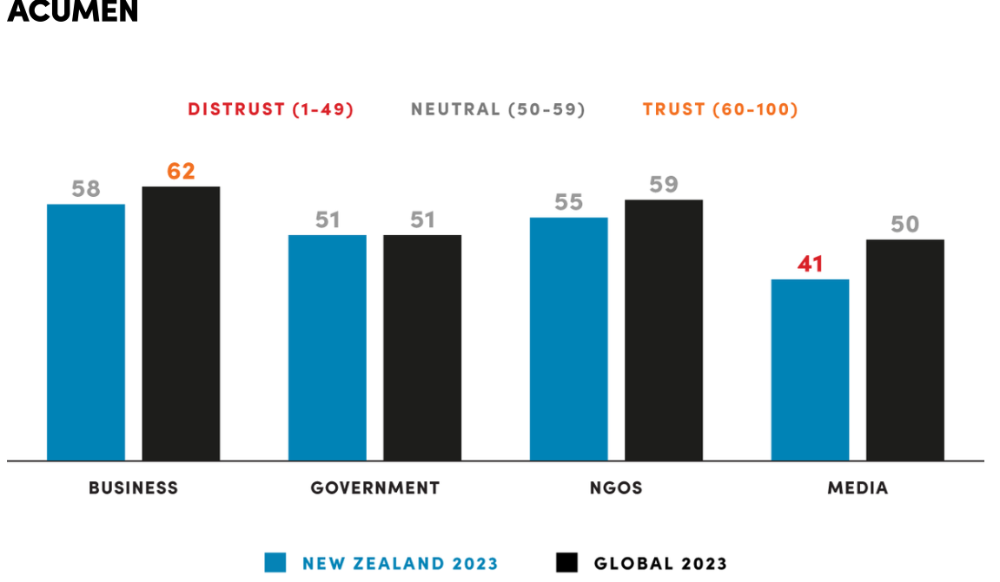 ACUMEN
DISTRUST (1-49) NEUTRAL (50-59) TRUST (60-100)
58 62 51 51 55 59 41 50
BUSINESS GOVERNMENT NGOS MEDIA
NEW ZEALAND 2023 GLOBAL 2023